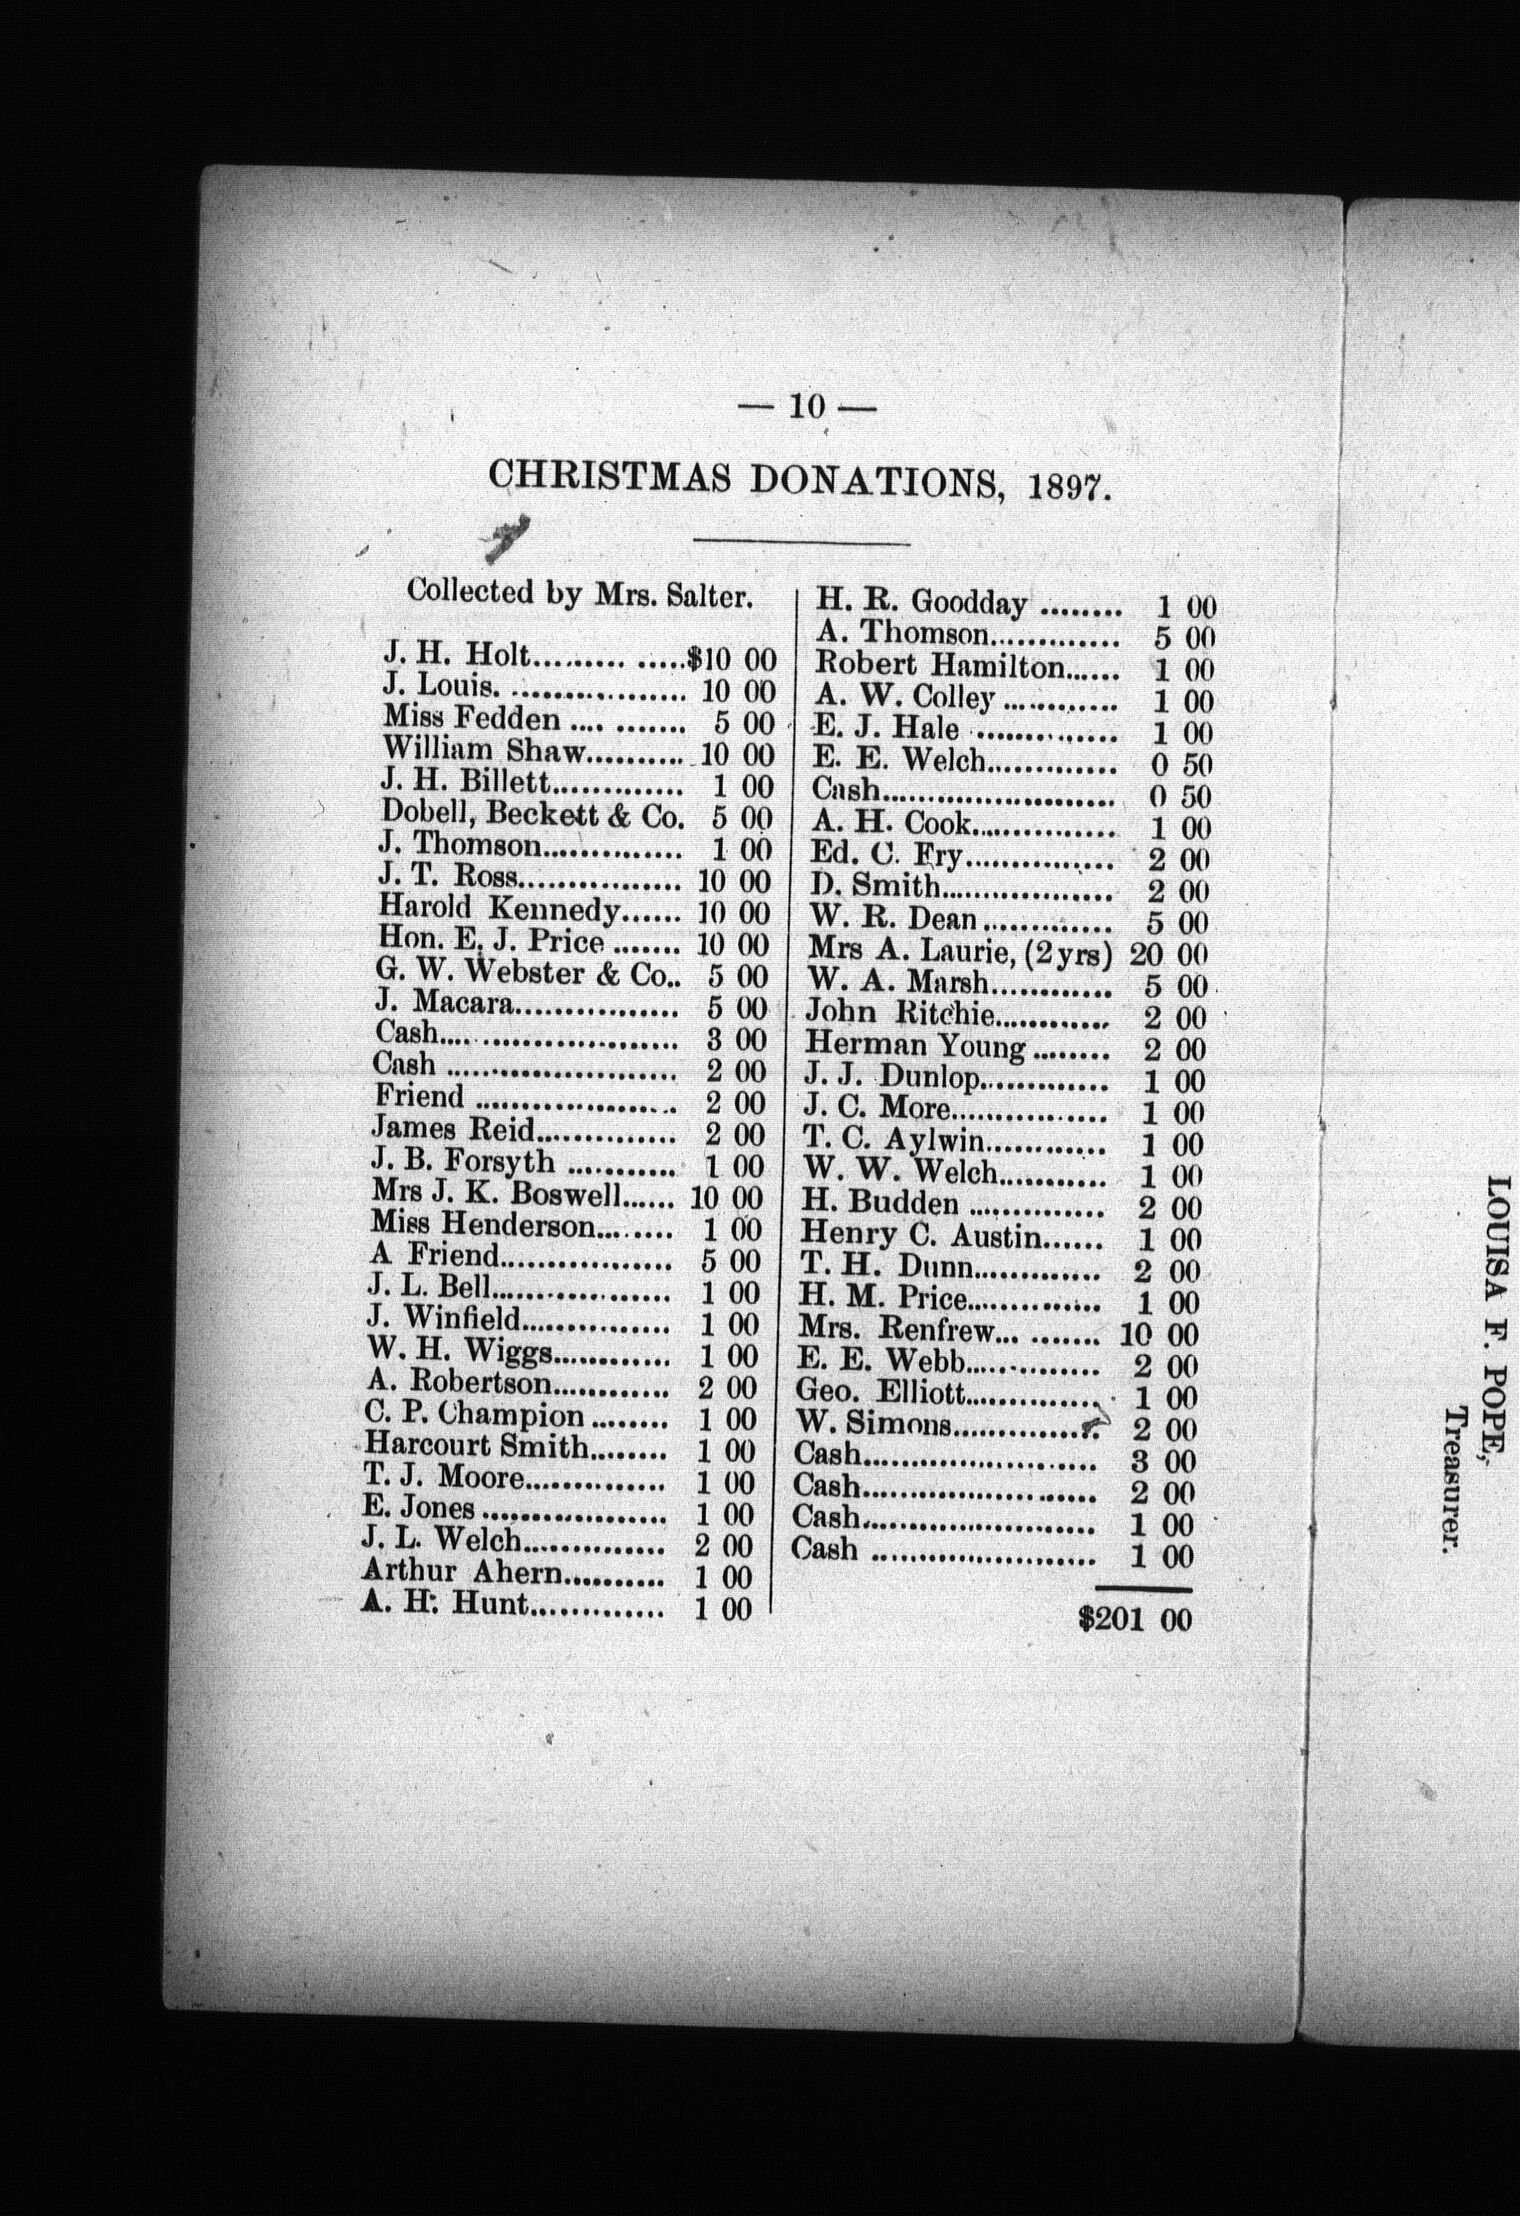 — 10 —
CHRISTMAS DONATIONS, 1897.
Collected by Mrs. Salter.
J. H. Holt.............. $10 00
J. Louis. .................. 10 00
Miss Fedden .... ....... 5 00
William Shaw.......... 10 00
J. H. Billett............. 1 00
Dobell, Beckett & Co. 5 00
J. Thomson.............. 1 00
J. T. Ross................ 10 00
Harold Kennedy...... 10 00
Hon. E. J. Price ....... 10 00
G. W. Webster & Co.. 5 00
J. Macara................ 5 00
Cash........................ 3 00
Cash ....................... 2 00
Friend .................... 2 00
James Reid.............. 2 00
J. B. Forsyth ........... 1 00
Mrs J. K. Boswell...... 10 00
Miss Henderson........ 1 00
A Friend................. 5 00
J. L. Bell.................. 1 00
J. Winfield............... 1 00
W. H. Wiggs............ 1 00
A. Robertson............ 2 00
C. P. Champion ........ 1 00
Harcourt Smith........ 1 00
T. J. Moore.............. 1 00
E. Jones .................. 1 00
J. L. Welch.............. 2 00
Arthur Ahern.......... 1 00
A. H. Hunt............. 1 00
H. R. Goodday ........ 1 00
A. Thomson............. 5 00
Robert Hamilton...... 1 00
A. W. Colley ............ 1 00
E. J. Hale .............. 1 00
E. E. Welch............. 0 50
Cash........................ 0 50
A. H. Cook.............. 1 00
Ed. C. Fry............... 2 00
D. Smith................. 2 00
W. R. Dean ............. 5 00
Mrs A. Laurie, (2 yrs) 20 00
W. A. Marsh............ 5 00
John Ritchie............ 2 00
Herman Young ........ 2 00
J. J. Dunlop............. 1 00
J. C. More................ 1 00
T. C. Aylwin............ 1 00
W. W. Welch........... 1 00
H. Budden .............. 2 00
Henry C. Austin...... 1 00
T. H. Dunn............. 2 00
H. M. Price.............. 1 00
Mrs. Renfrew... ....... 10 00
E. E. Webb.............. 2 00
Geo. Elliott.............. 1 00
W. Simons............... 2 00
Cash........................ 3 00
Cash........................ 2 00
Cash........................ 1 00
Cash ....................... 1 00
$201 00
LOUISA F. POPE,
Treasurer.